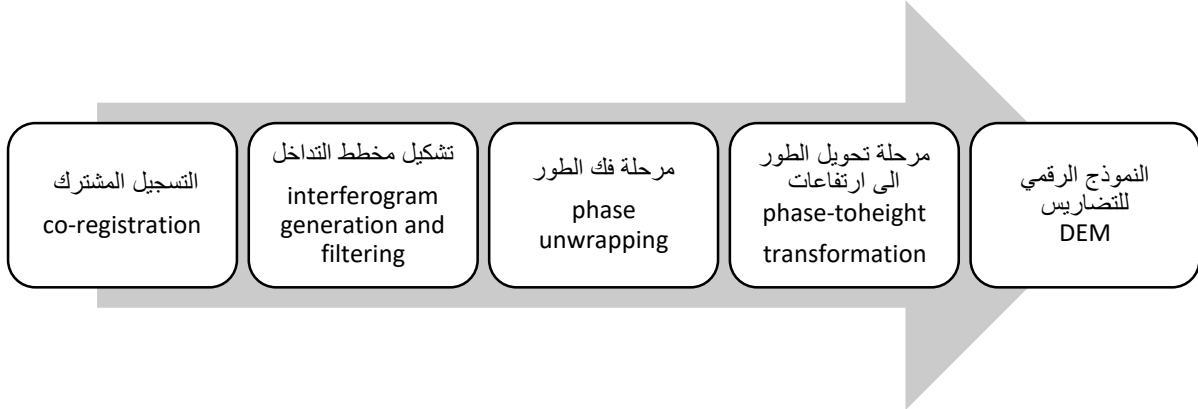 التسجيل المشترك
co-registration
تشكيل مخطط التداخل
interferogram
generation and
filtering
مرحلة فك الطور
phase
unwrapping
مرحلة تحويل الطور
الى ارتفاعات
phase-toheight
transformation
النموذج الرقمي
للتضاريس
DEM